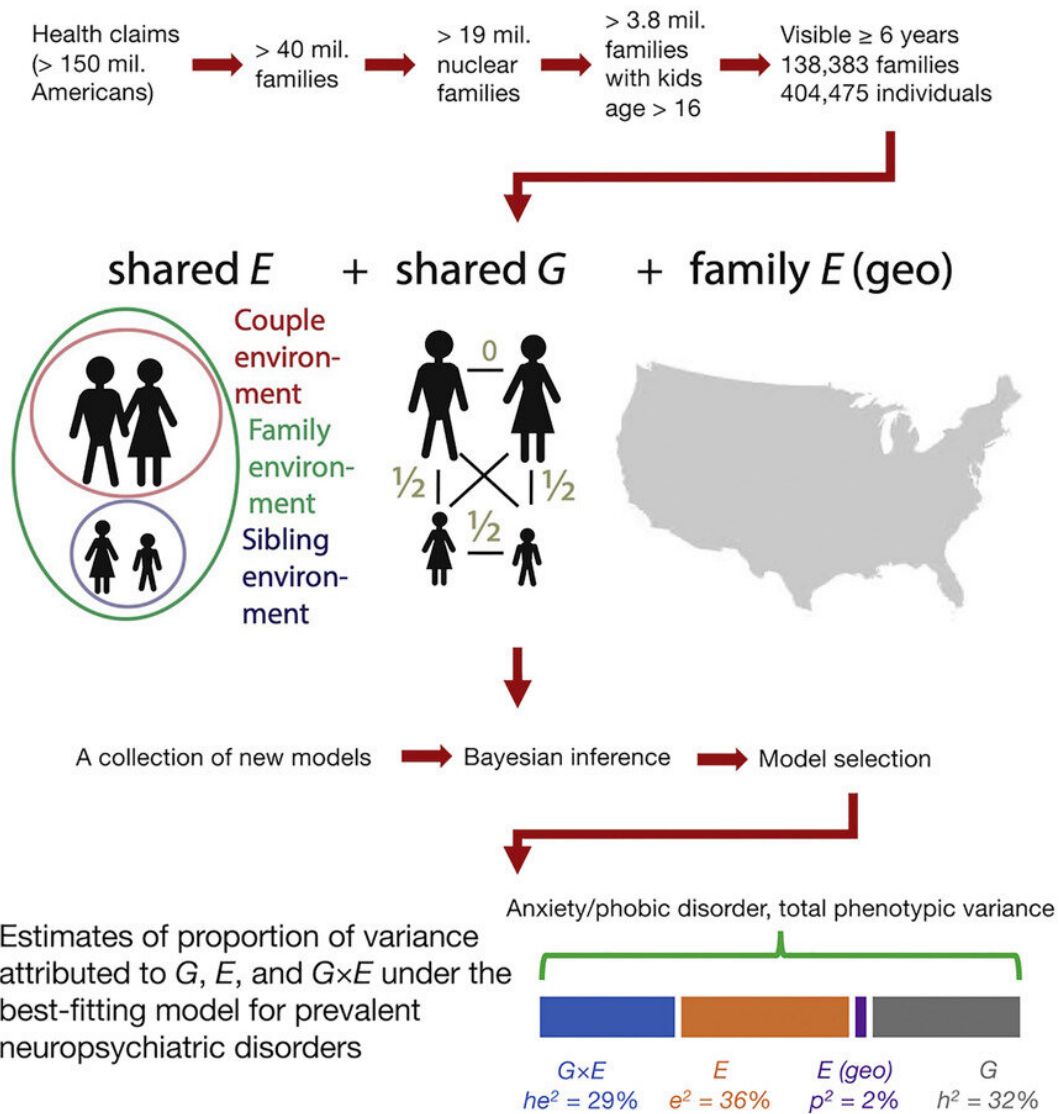 Health claims
(> 150 mil.
Americans)
> 40 mil.
families
> 19 mil.
nuclear
families
> 3.8 mil.
families
with kids
age > 16
Visible ≥ 6 years
138,383 families
404,475 individuals
shared E + shared G + family E (geo)
Couple
environ-
ment
Family
environ-
ment
Sibling
environ-
ment
0
½
½
½
A collection of new models
Bayesian inference
Model selection
Estimates of proportion of variance
attributed to G, E, and G×E under the
best-fitting model for prevalent
neuropsychiatric disorders
Anxiety/phobic disorder, total phenotypic variance
G×E
he² = 29%
E
e² = 36%
E (geo)
p² = 2%
G
h² = 32%